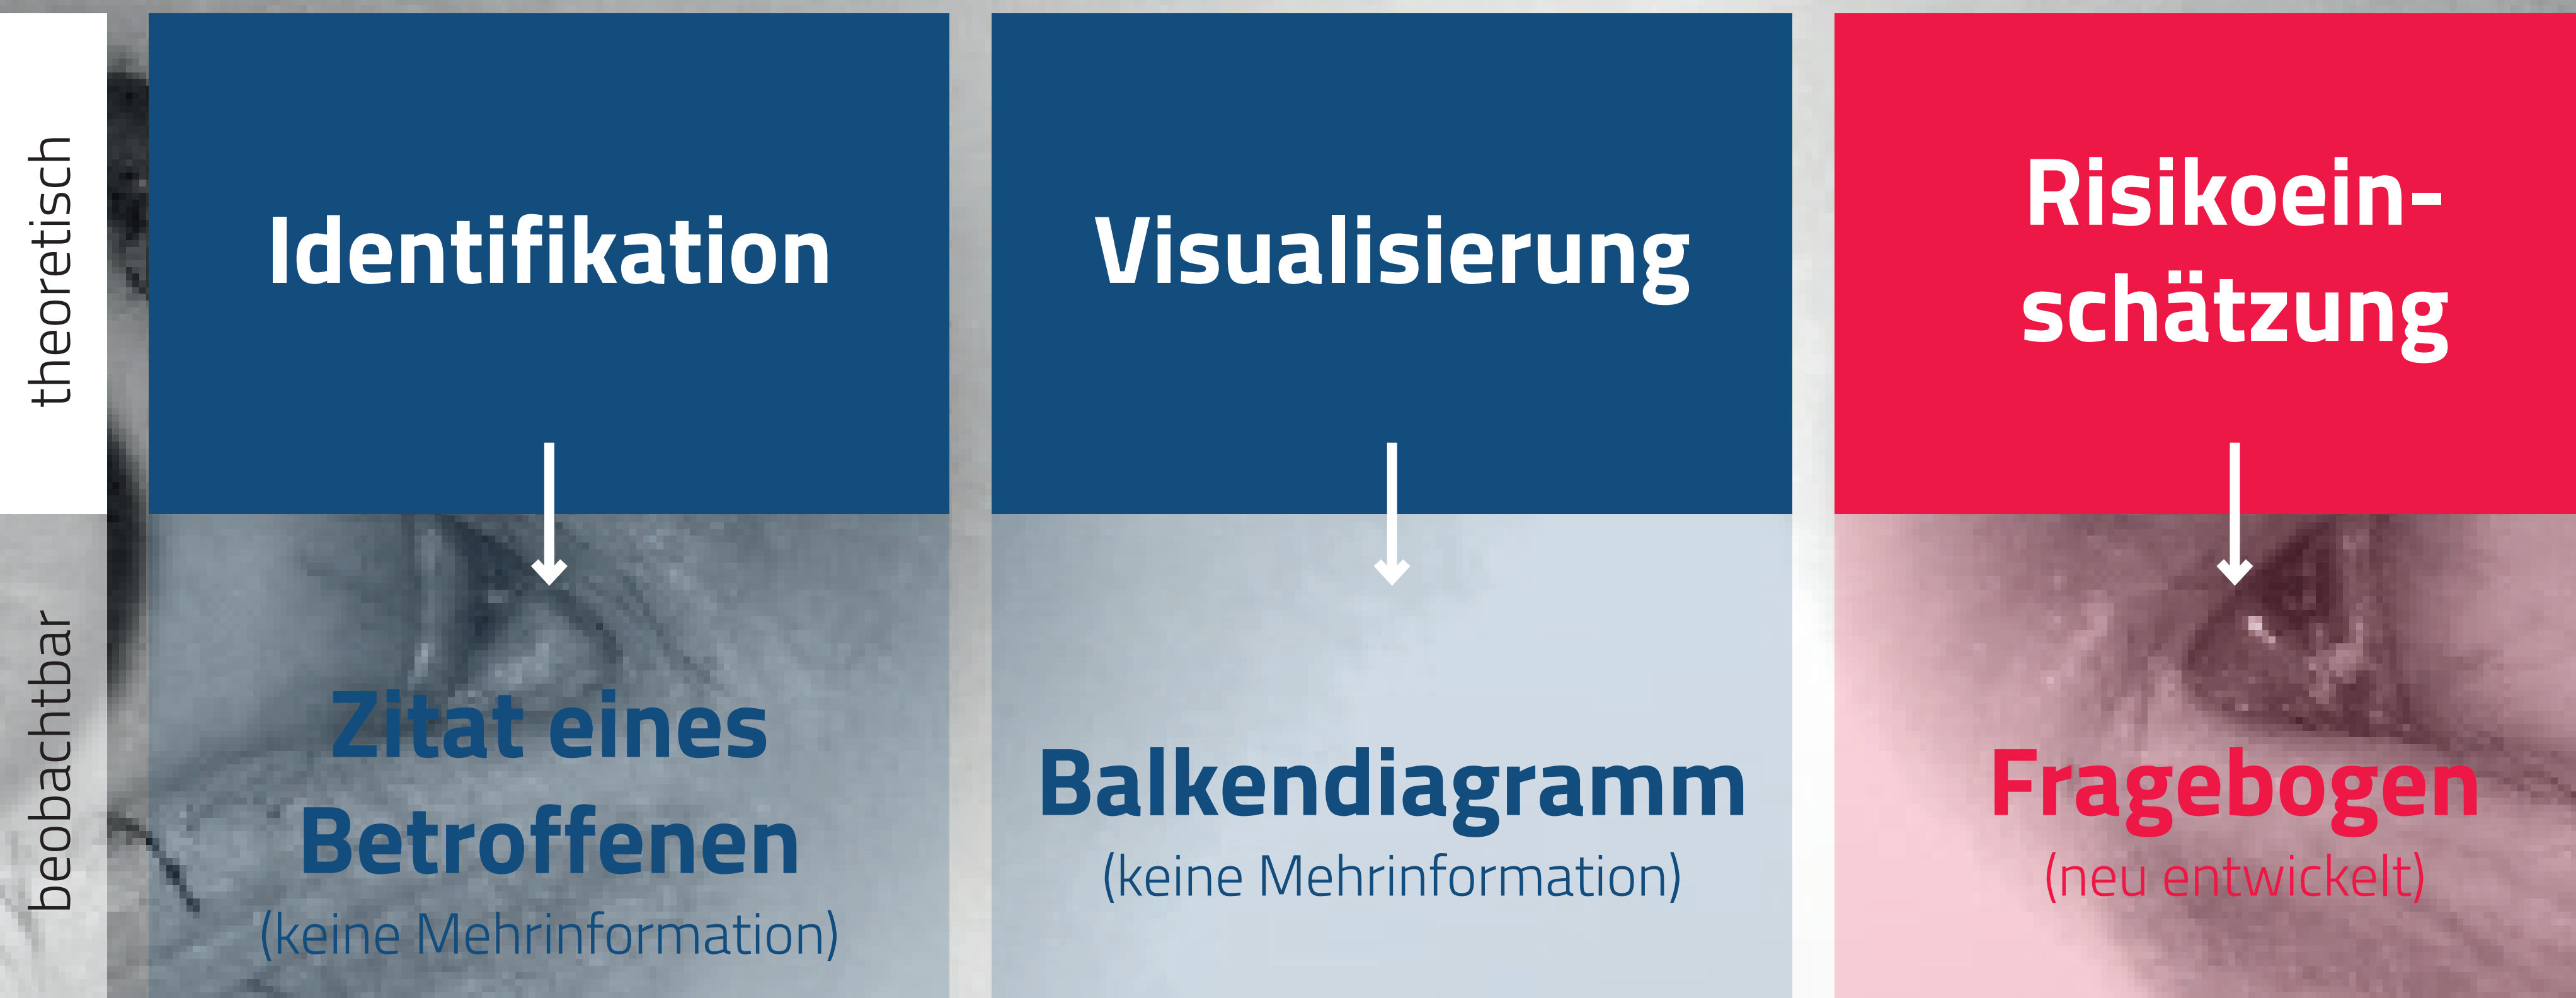 theoretisch
Identifikation
Visualisierung
Risikoein-
schätzung
beobachtbar
Zitat eines
Betroffenen
(keine Mehrinformation)
Balkendiagramm
(keine Mehrinformation)
Fragebogen
(neu entwickelt)